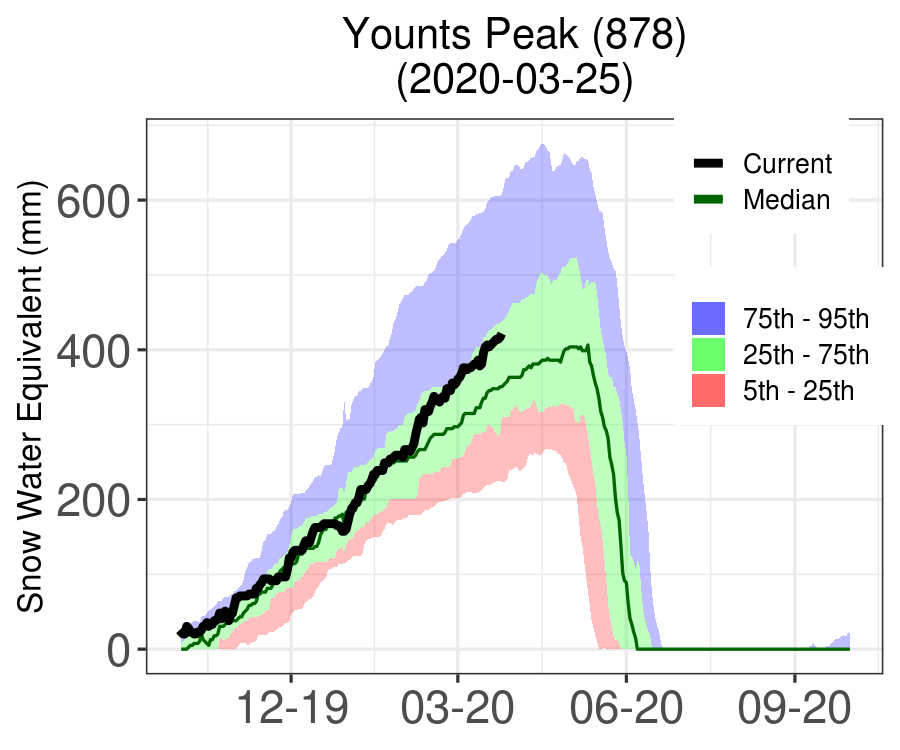 Younts Peak (878)
(2020-03-25)
Snow Water Equivalent (mm)
600
400
200
0
12-19
03-20
06-20
09-20
Current
Median
75th - 95th
25th - 75th
5th - 25th